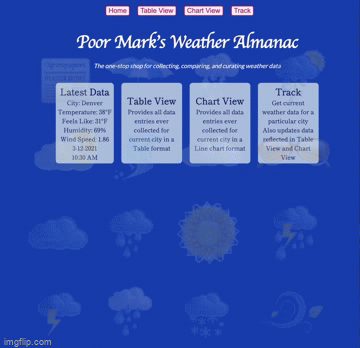 Home Table View Chart View Track
Poor Mark's Weather Almanac
The one-stop shop for collecting, comparing, and curating weather data
Latest Data
City: Denver
Temperature: 38°F
Feels Like: 31°F
Humidity: 69%
Wind Speed: 1.86
3-12-2021
10:35 AM
Table View
Provides all data
entries ever
collected for
current city in a
Table format
Chart View
Provides all data
entries ever
collected for
current city in a
Line chart format
Track
Get current
weather data for a
particular city
Also updates data
reflected in Table
View and Chart
View
imgflip.com